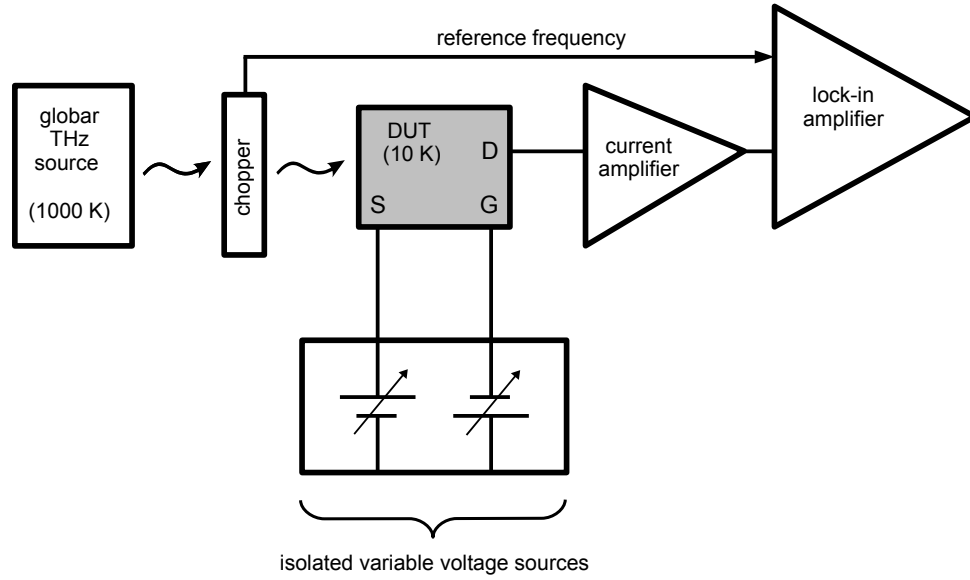 reference frequency
globar
THz
source
(1000 K)
chopper
DUT
(10 K)
D
S
G
current
amplifier
lock-in
amplifier
isolated variable voltage sources